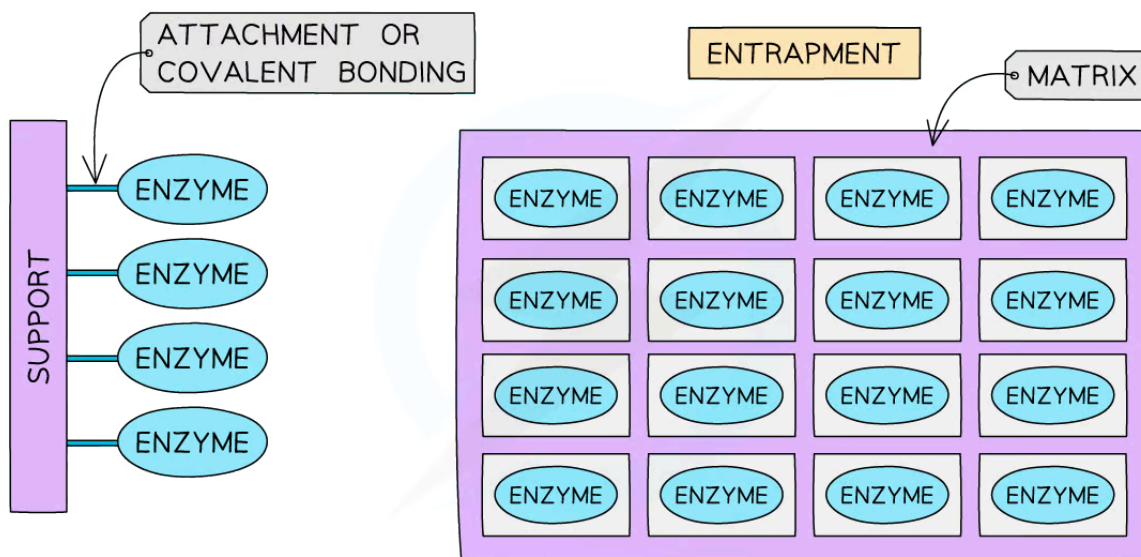 ATTACHMENT OR
COVALENT BONDING
SUPPORT
ENZYME
ENZYME
ENZYME
ENZYME
ENTRAPMENT
MATRIX
ENZYME ENZYME ENZYME ENZYME
ENZYME ENZYME ENZYME ENZYME
ENZYME ENZYME ENZYME ENZYME
ENZYME ENZYME ENZYME ENZYME